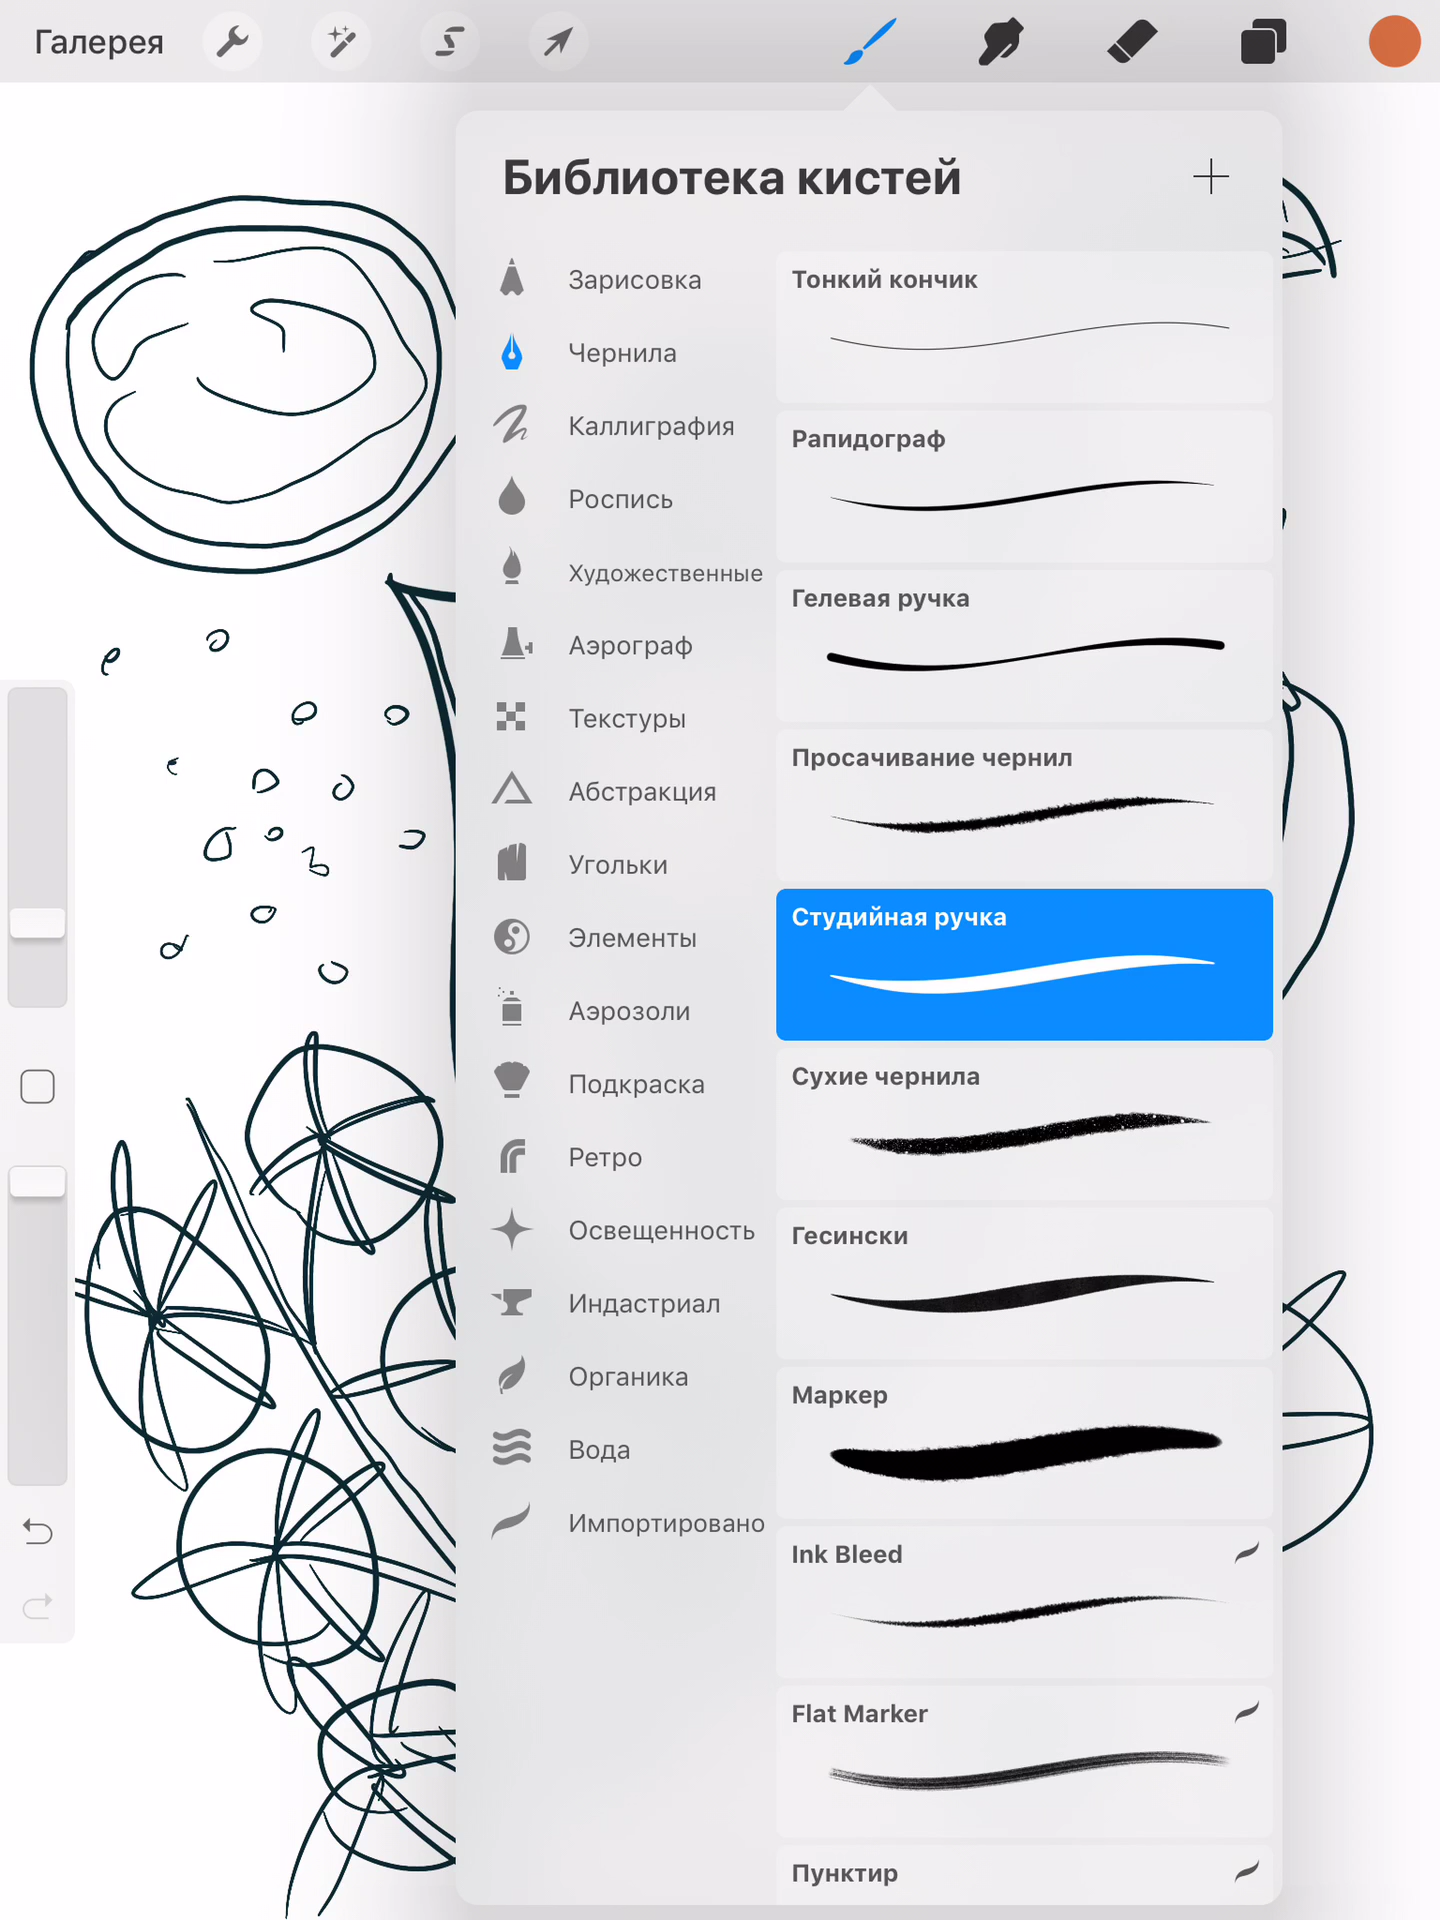 Галерея
Библиотека кистей
Зарисовка
Чернила
Каллиграфия
Роспись
Художественные
Аэрограф
Текстуры
Абстракция
Угольки
Элементы
Аэрозоли
Подкраска
Ретро
Освещенность
Индастриал
Органика
Вода
Импортировано
Тонкий кончик
Рапидограф
Гелевая ручка
Просачивание чернил
Студийная ручка
Сухие чернила
Гесински
Маркер
Ink Bleed
Flat Marker
Пунктир